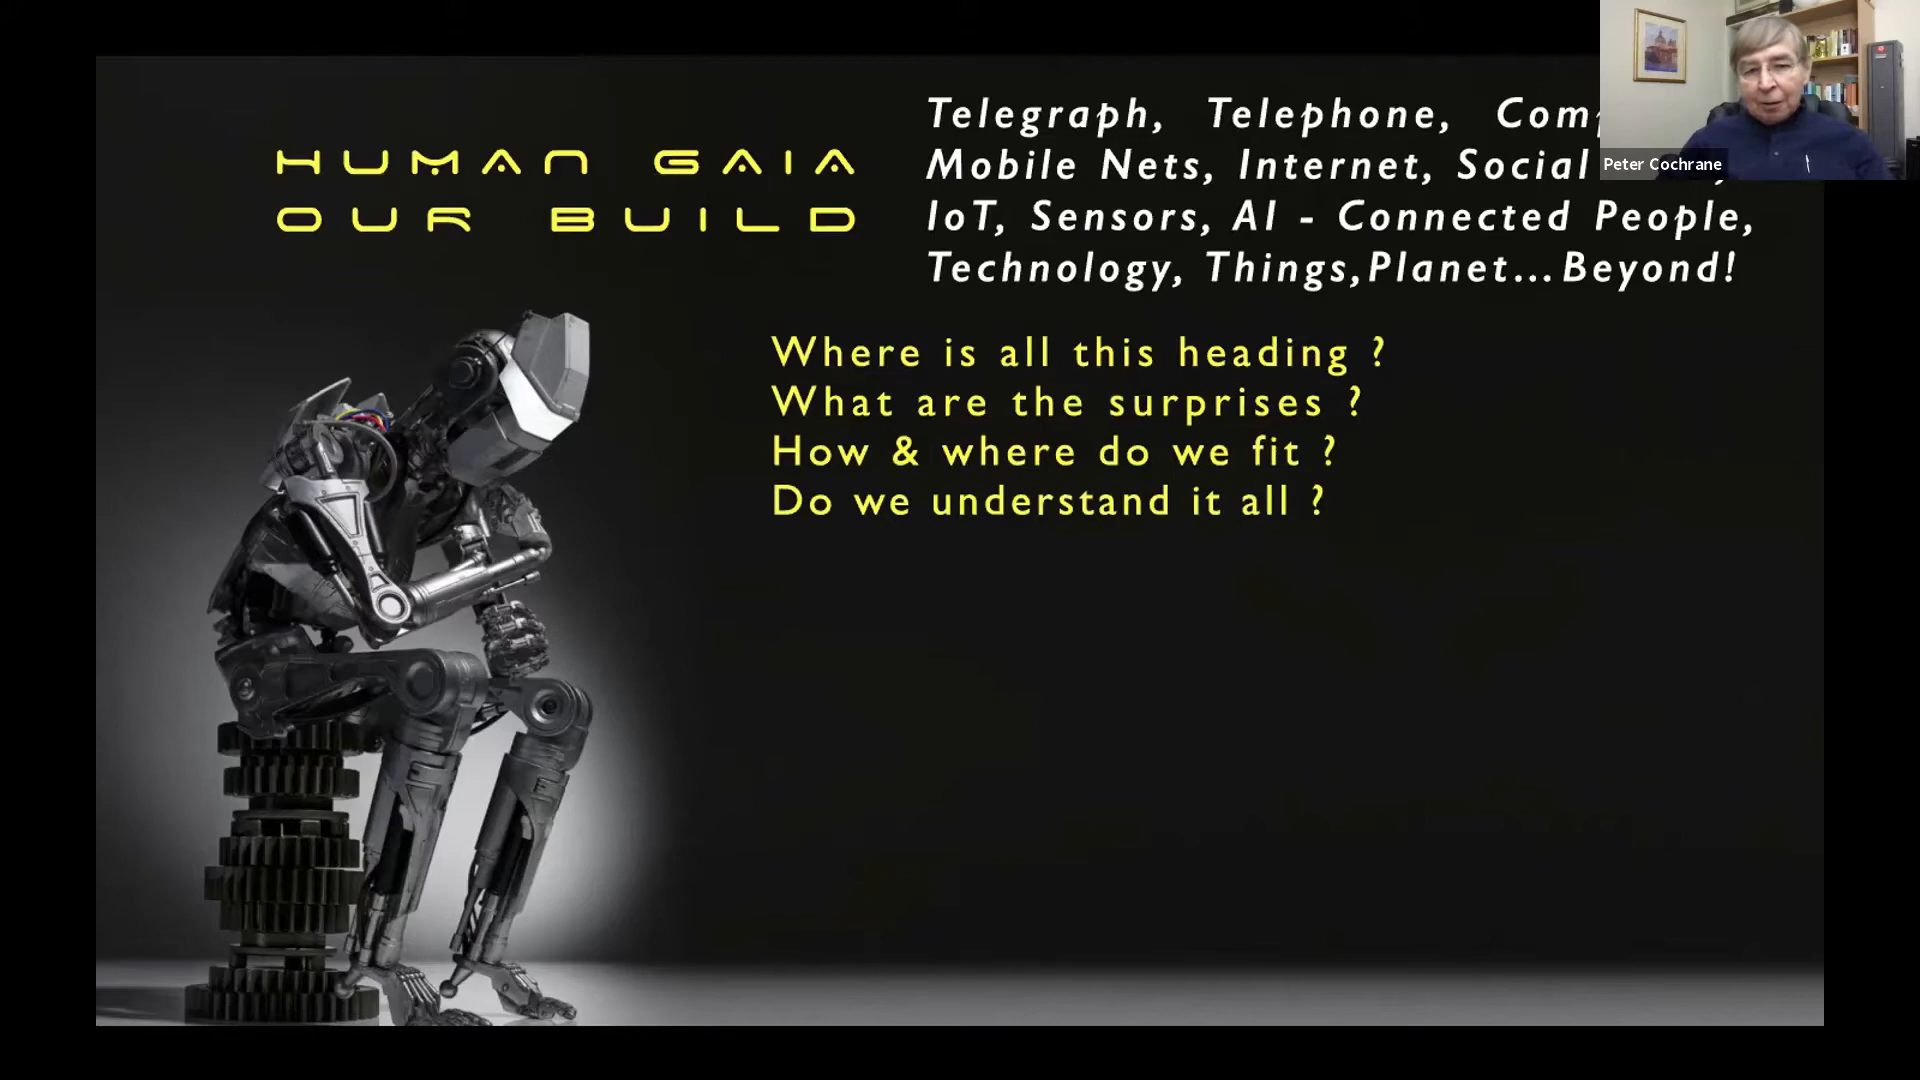 HUMAN GAIA
OUR BUILD
Telegraph, Telephone,
Mobile Nets, Internet, Social
IoT, Sensors, AI - Connected People,
Technology, Things,Planet...Beyond!
Where is all this heading ?
What are the surprises ?
How & where do we fit ?
Do we understand it all ?
Peter Cochrane